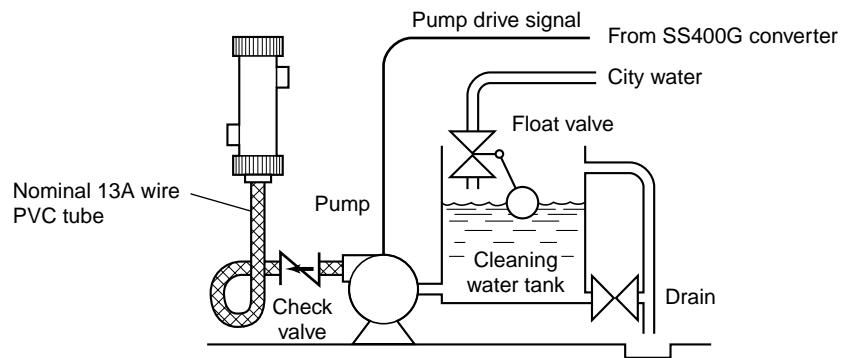 Pump drive signal
From SS400G converter
City water
Float valve
Nominal 13A wire
PVC tube
Pump
Cleaning
water tank
Check
valve
Drain